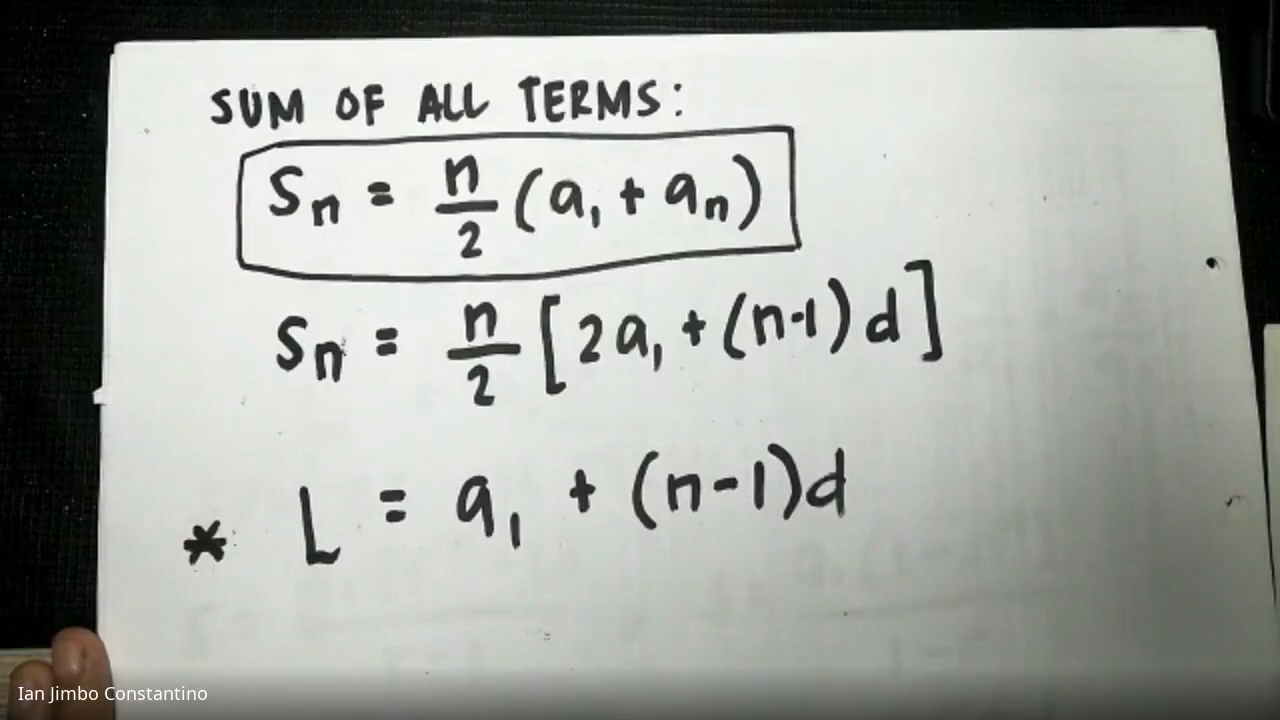 SUM OF ALL TERMS:
Sn = n/2 (a₁ + an)
Sn = n/2 [2a₁ + (n-1)d]
* L = a₁ + (n-1)d
Ian Jimbo Constantino